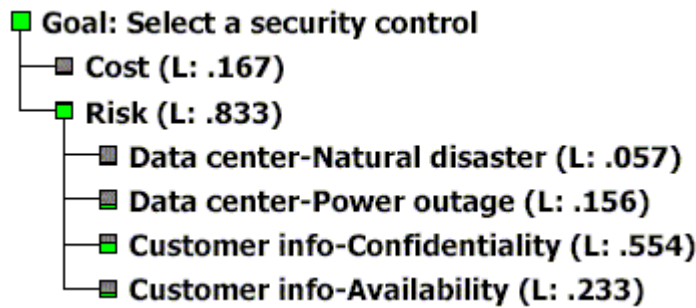 Goal: Select a security control
Cost (L: .167)
Risk (L: .833)
Data center-Natural disaster (L: .057)
Data center-Power outage (L: .156)
Customer info-Confidentiality (L: .554)
Customer info-Availability (L: .233)